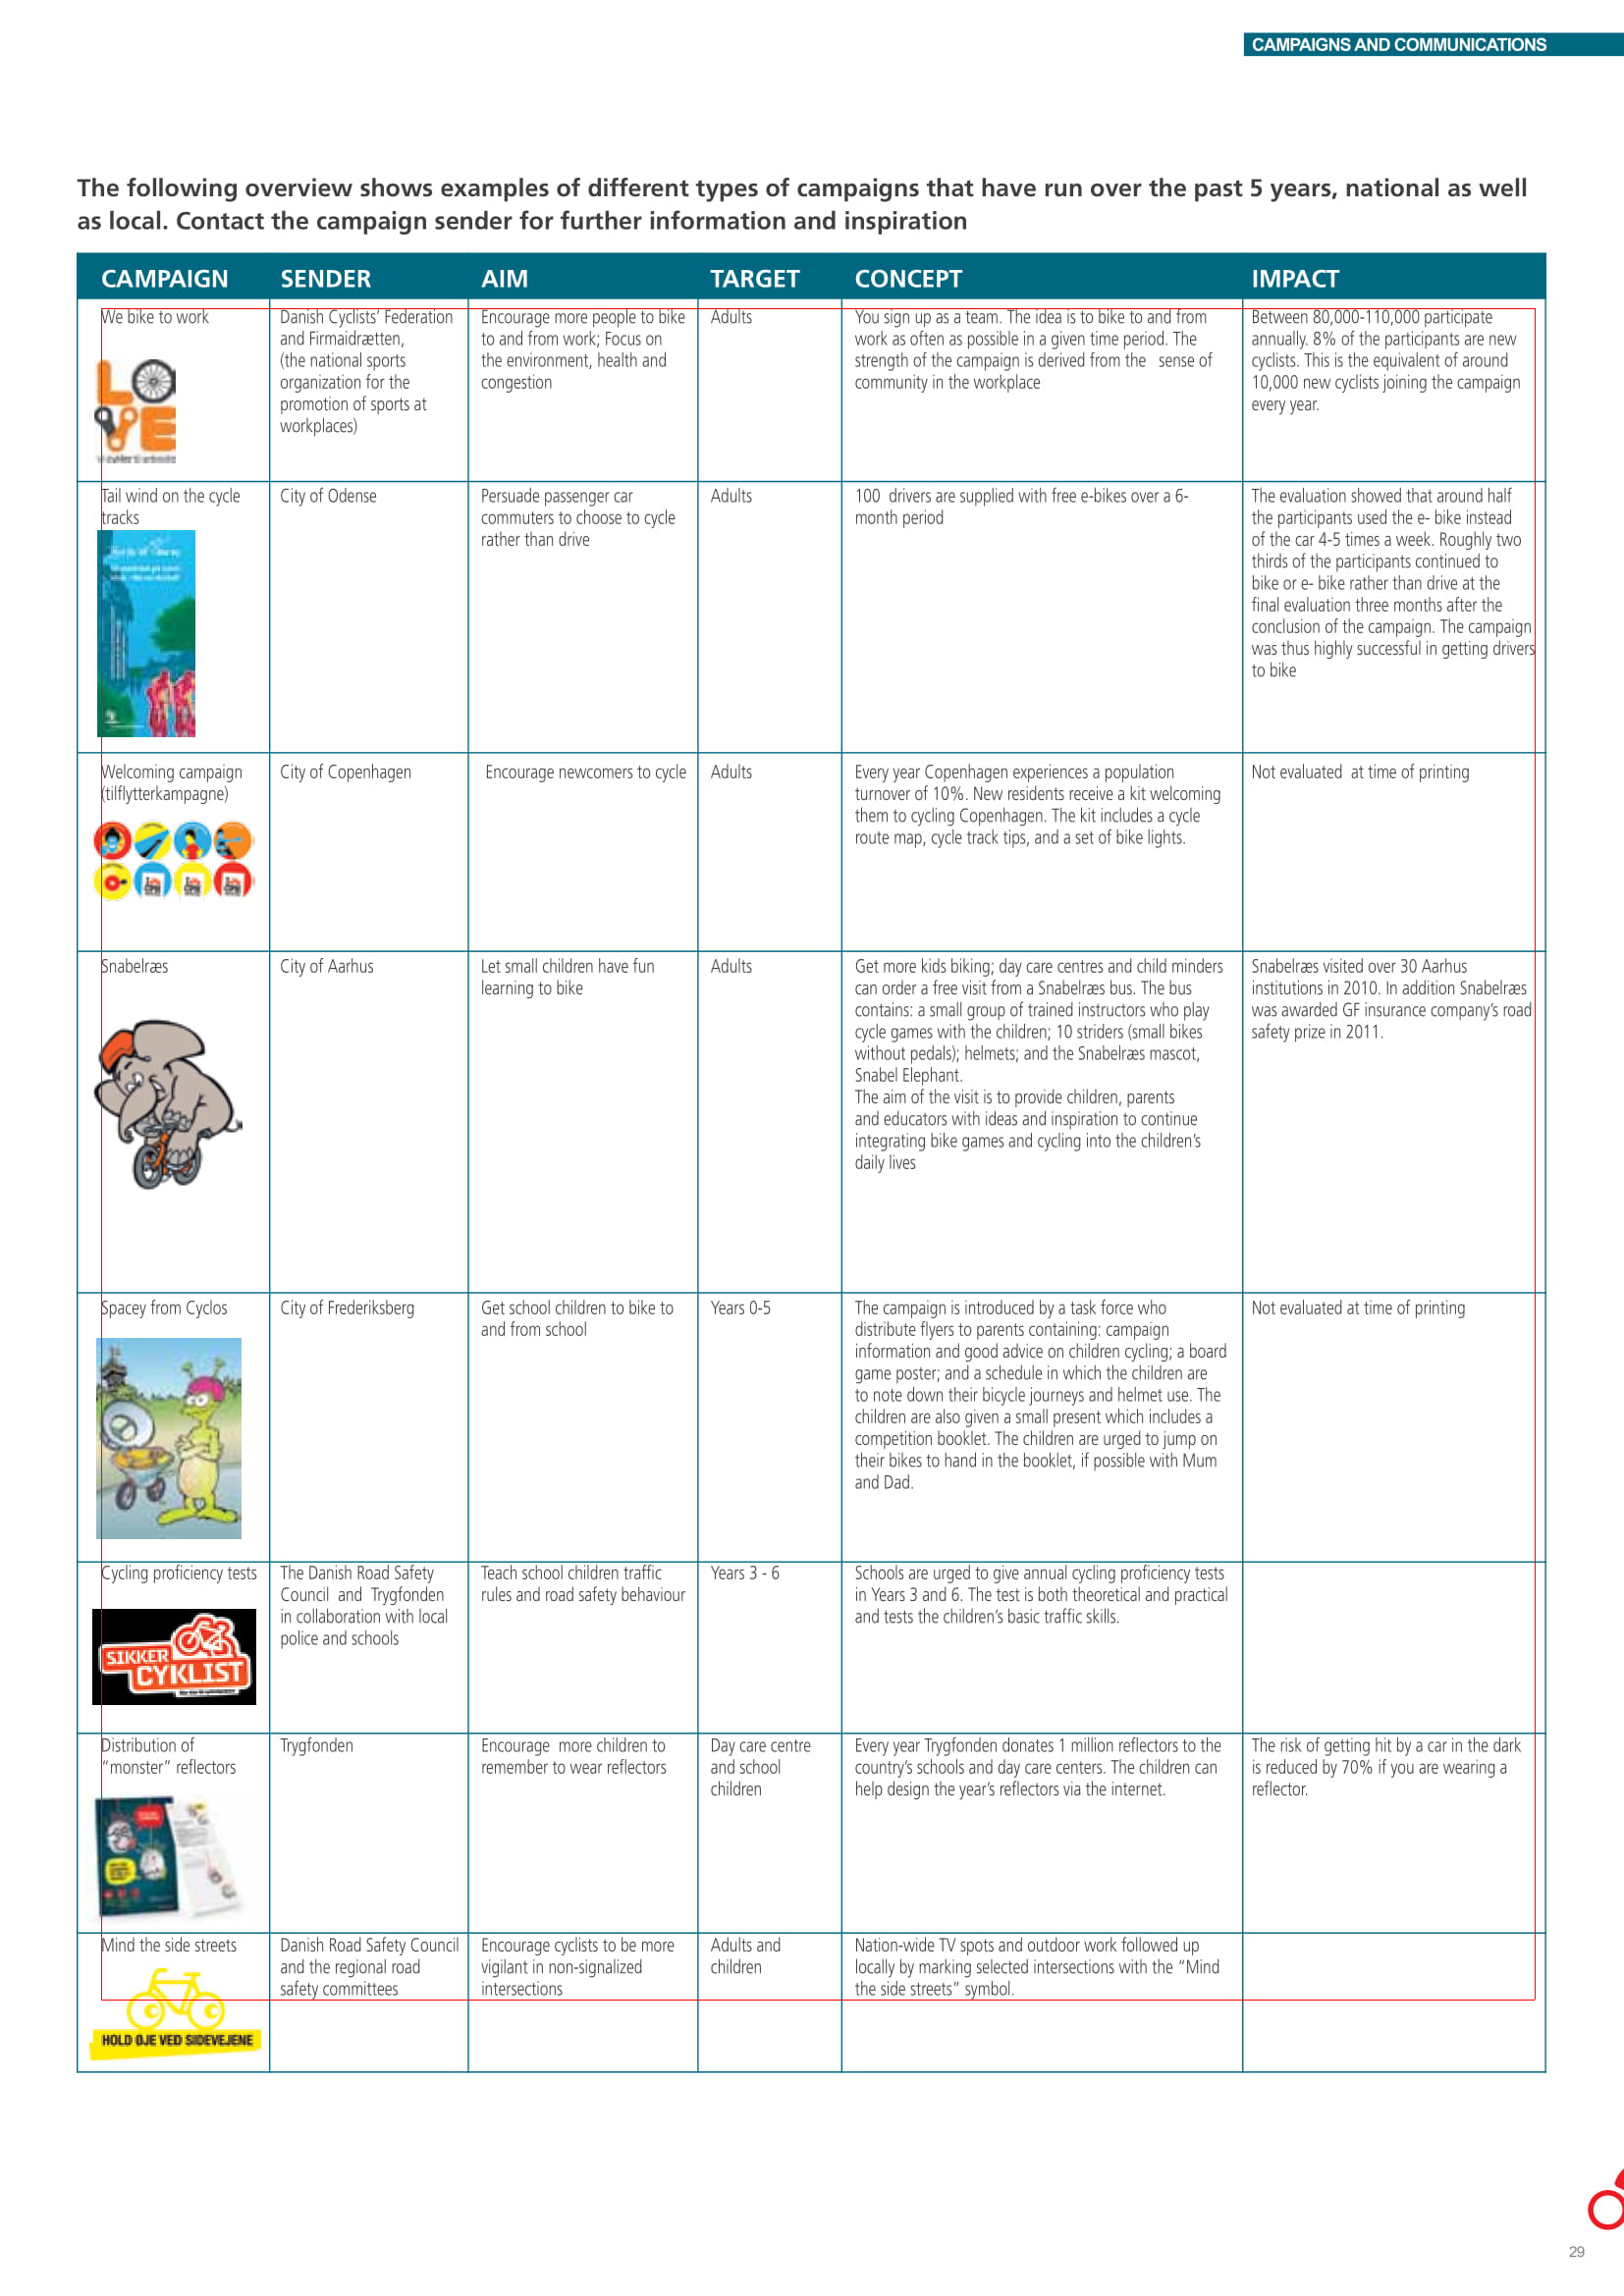 CAMPAIGNS AND COMMUNICATIONS
The following overview shows examples of different types of campaigns that have run over the past 5 years, national as well
as local. Contact the campaign sender for further information and inspiration
CAMPAIGN SENDER AIM TARGET CONCEPT IMPACT
We bike to work
LOVE
Danish Cyclists' Federation
and Firmaidrætten,
(the national sports
organization for the
promotion of sports at
workplaces)
Encourage more people to bike
to and from work; Focus on
the environment, health and
congestion
Adults
You sign up as a team. The idea is to bike to and from
work as often as possible in a given time period. The
strength of the campaign is derived from the sense of
community in the workplace
Between 80,000-110,000 participate
annually. 8% of the participants are new
cyclists. This is the equivalent of around
10,000 new cyclists joining the campaign
every year.
Tail wind on the cycle
tracks
City of Odense
Persuade passenger car
commuters to choose to cycle
rather than drive
Adults
100 drivers are supplied with free e-bikes over a 6-
month period
The evaluation showed that around half
the participants used the e- bike instead
of the car 4-5 times a week. Roughly two
thirds of the participants continued to
bike or e- bike rather than drive at the
final evaluation three months after the
conclusion of the campaign. The campaign
was thus highly successful in getting drivers
to bike
Welcoming campaign
(tilflytterkampagne)
City of Copenhagen
Encourage newcomers to cycle
Adults
Every year Copenhagen experiences a population
turnover of 10%. New residents receive a kit welcoming
them to cycling Copenhagen. The kit includes a cycle
route map, cycle track tips, and a set of bike lights.
Not evaluated at time of printing
Snabelræs
City of Aarhus
Let small children have fun
learning to bike
Adults
Get more kids biking; day care centres and child minders
can order a free visit from a Snabelræs bus. The bus
contains: a small group of trained instructors who play
cycle games with the children; 10 striders (small bikes
without pedals); helmets; and the Snabelræs mascot,
Snabel Elephant.
The aim of the visit is to provide children, parents
and educators with ideas and inspiration to continue
integrating bike games and cycling into the children's
daily lives
Snabelræs visited over 30 Aarhus
institutions in 2010. In addition Snabelræs
was awarded GF insurance company's road
safety prize in 2011.
Spacey from Cyclos
City of Frederiksberg
Get school children to bike to
and from school
Years 0-5
The campaign is introduced by a task force who
distribute flyers to parents containing: campaign
information and good advice on children cycling; a board
game poster; and a schedule in which the children are
to note down their bicycle journeys and helmet use. The
children are also given a small present which includes a
competition booklet. The children are urged to jump on
their bikes to hand in the booklet, if possible with Mum
and Dad.
Not evaluated at time of printing
Cycling proficiency tests
SIKKER
CYKLIST
The Danish Road Safety
Council and Trygfonden
in collaboration with local
police and schools
Teach school children traffic
rules and road safety behaviour
Years 3 - 6
Schools are urged to give annual cycling proficiency tests
in Years 3 and 6. The test is both theoretical and practical
and tests the children's basic traffic skills.
Distribution of
"monster" reflectors
Trygfonden
Encourage more children to
remember to wear reflectors
Day care centre
and school
children
Every year Trygfonden donates 1 million reflectors to the
country's schools and day care centers. The children can
help design the year's reflectors via the internet.
The risk of getting hit by a car in the dark
is reduced by 70% if you are wearing a
reflector.
Mind the side streets
HOLD ØJE VED SIDEVEJENE
Danish Road Safety Council
and the regional road
safety committees
Encourage cyclists to be more
vigilant in non-signalized
intersections
Adults and
children
Nation-wide TV spots and outdoor work followed up
locally by marking selected intersections with the "Mind
the side streets" symbol.
29